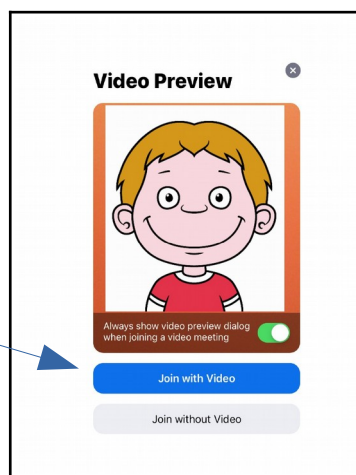 Video Preview
Always show video preview dialog
when joining a video meeting
Join with Video
Join without Video